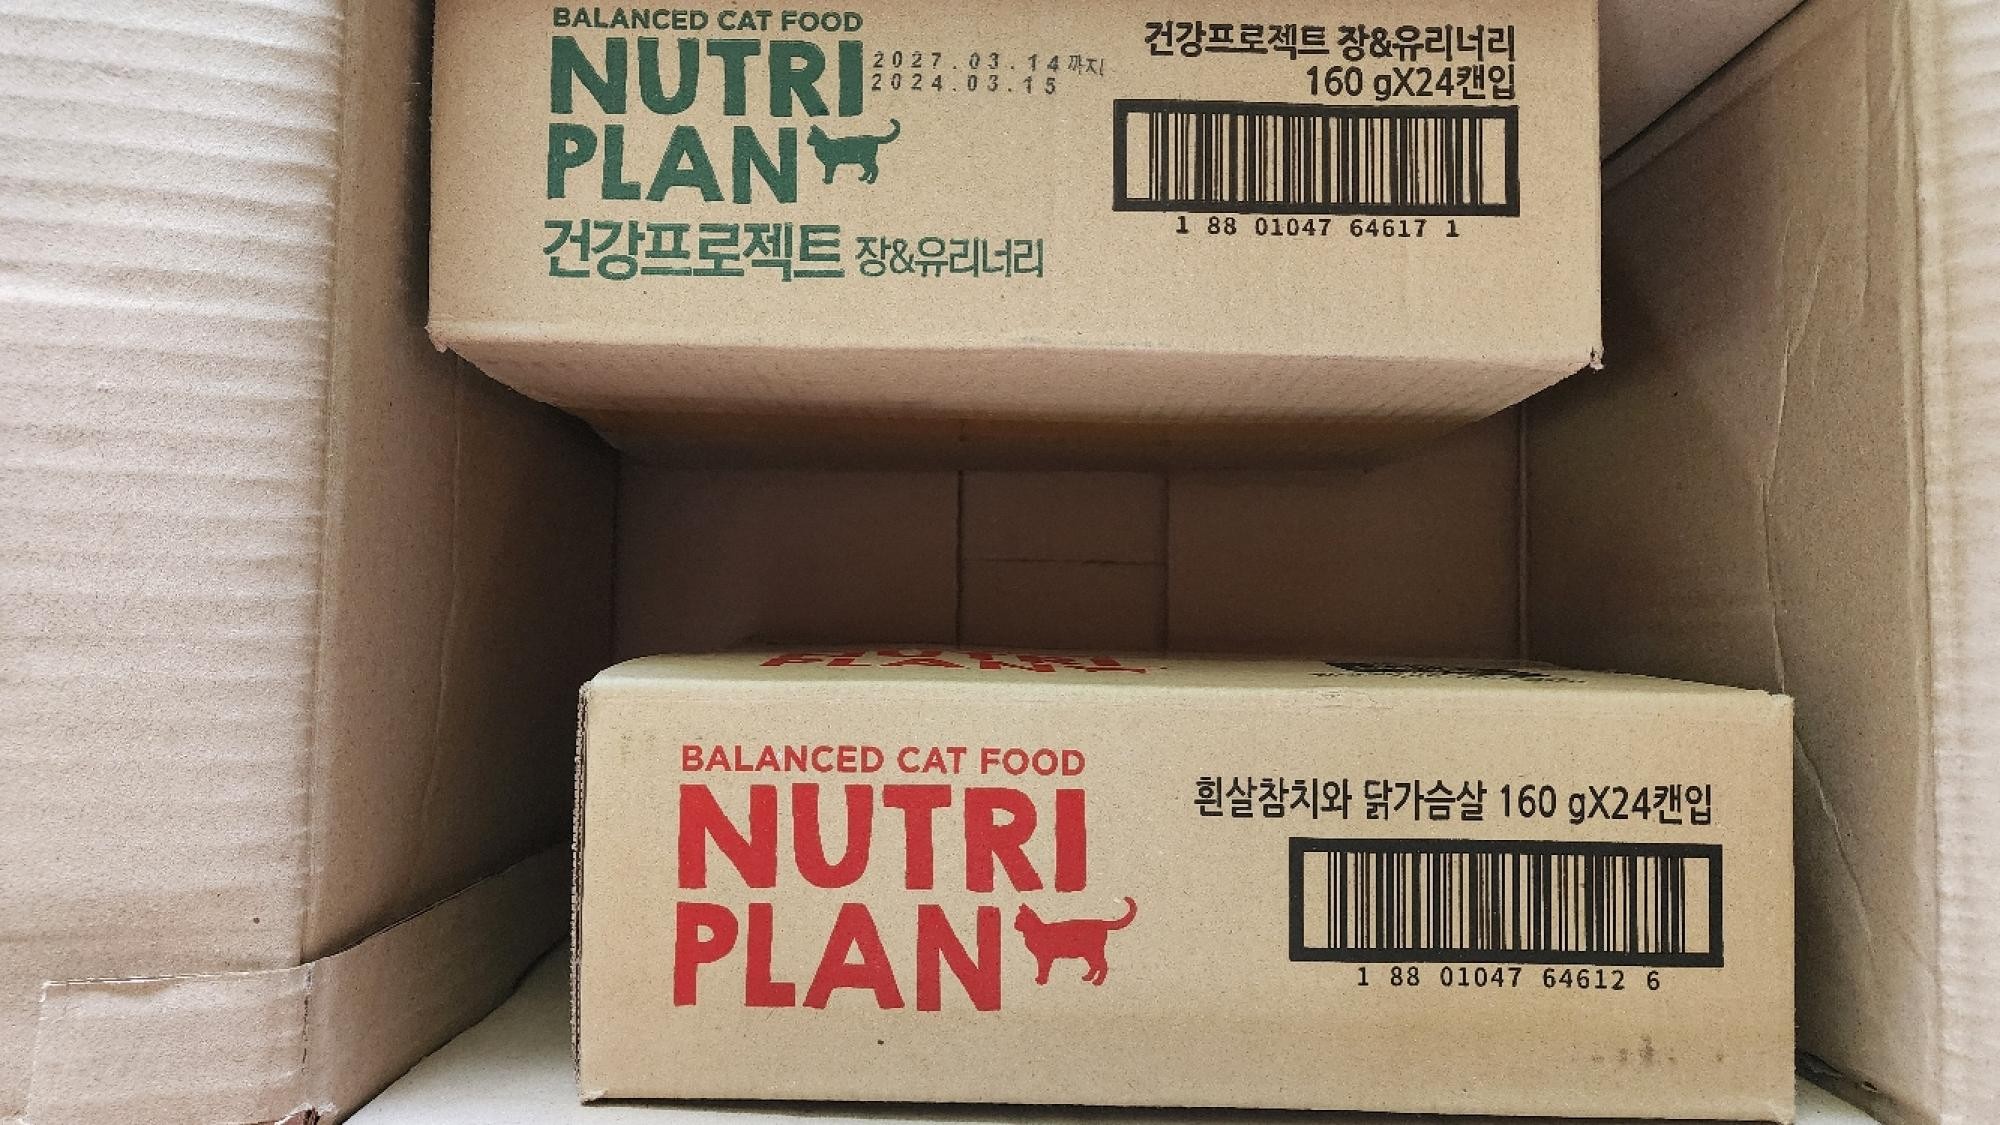 BALANCED CAT FOOD
NUTRI
PLAN
2027.03.14까지
2024.03.15
건강프로젝트 장&유리너리
건강프로젝트 장&유리너리
160 gX24캔입
1 88 01047 64617 1
NUTRI
PLAN
BALANCED CAT FOOD
NUTRI
PLAN
흰살참치와 닭가슴살 160 gX24캔입
1 88 01047 64612 6